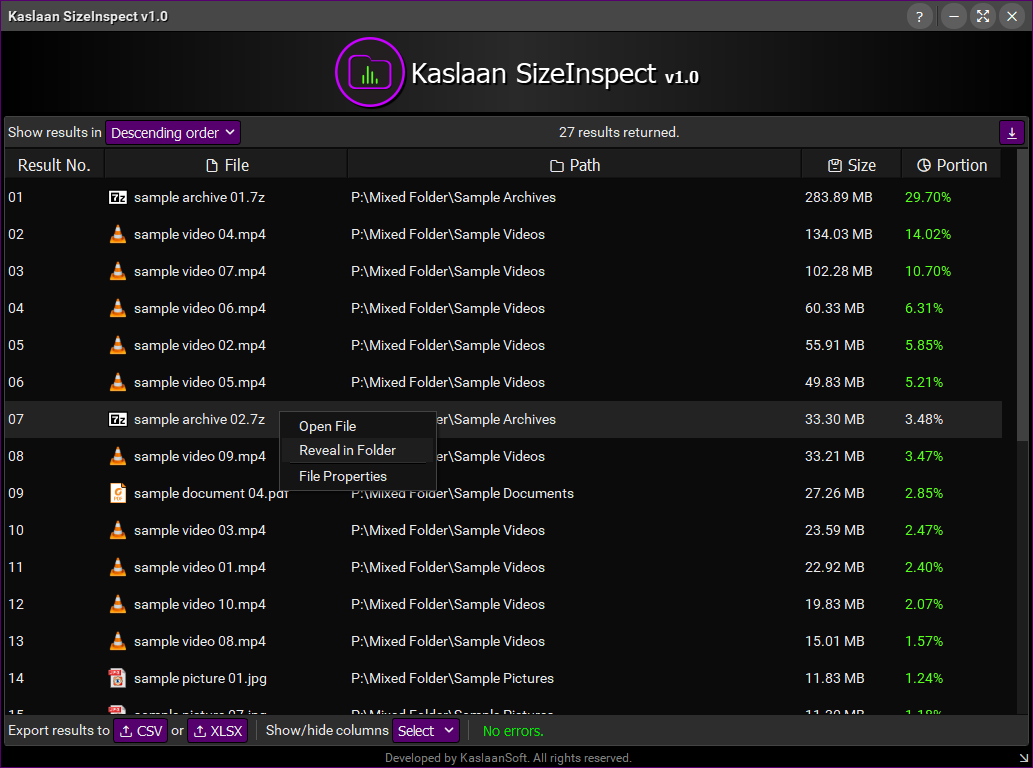 Kaslaan SizeInspect v1.0
?
Kaslaan SizeInspect v1.0
Show results in Descending order 27 results returned.
Result No. File Path Size Portion
01 7z sample archive 01.7z P:\Mixed Folder\Sample Archives 283.89 MB 29.70%
02 sample video 04.mp4 P:\Mixed Folder\Sample Videos 134.03 MB 14.02%
03 sample video 07.mp4 P:\Mixed Folder\Sample Videos 102.28 MB 10.70%
04 sample video 06.mp4 P:\Mixed Folder\Sample Videos 60.33 MB 6.31%
05 sample video 02.mp4 P:\Mixed Folder\Sample Videos 55.91 MB 5.85%
06 sample video 05.mp4 P:\Mixed Folder\Sample Videos 49.83 MB 5.21%
07 7z sample archive 02.7z er\Sample Archives 33.30 MB 3.48%
Open File
Reveal in Folder
File Properties
08 sample video 09.mp4 er\Sample Videos 33.21 MB 3.47%
09 PDF sample document 04.pdf P:\Mixed Folder\Sample Documents 27.26 MB 2.85%
10 sample video 03.mp4 P:\Mixed Folder\Sample Videos 23.59 MB 2.47%
11 sample video 01.mp4 P:\Mixed Folder\Sample Videos 22.92 MB 2.40%
12 sample video 10.mp4 P:\Mixed Folder\Sample Videos 19.83 MB 2.07%
13 sample video 08.mp4 P:\Mixed Folder\Sample Videos 15.01 MB 1.57%
14 sample picture 01.jpg P:\Mixed Folder\Sample Pictures 11.83 MB 1.24%
Export results to CSV or XLSX Show/hide columns Select No errors.
Developed by KaslaanSoft. All rights reserved.